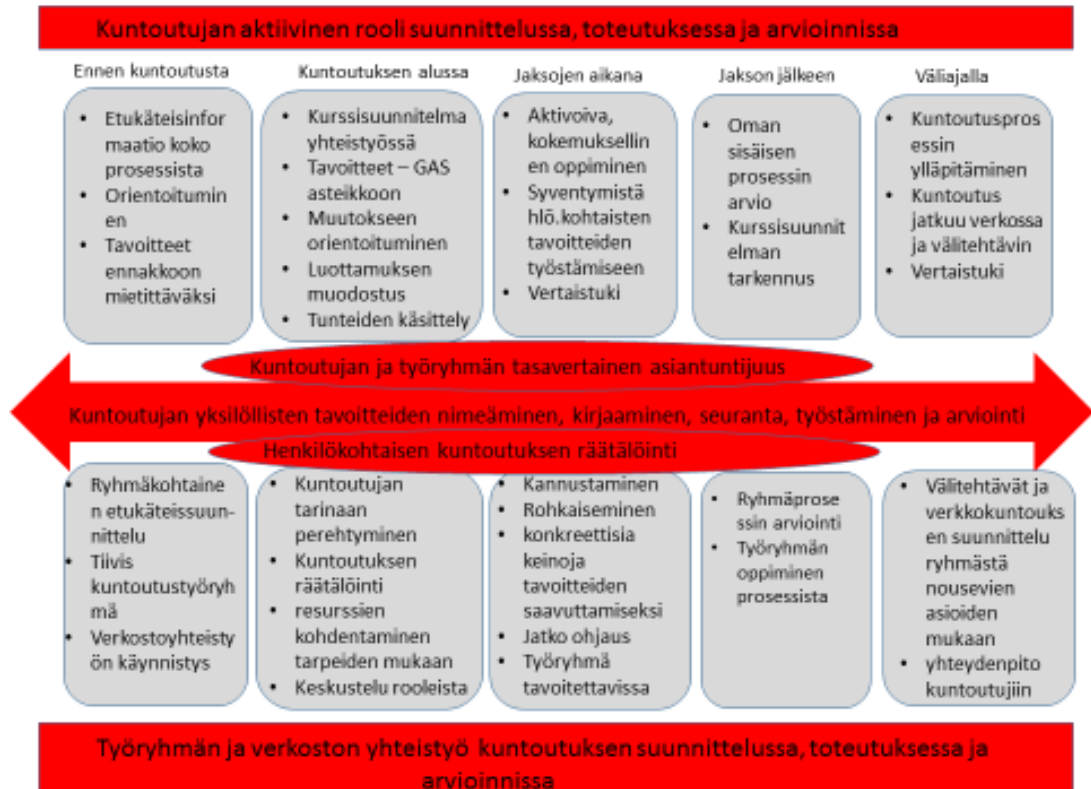 Kuntoutujan aktiivinen rooli suunnittelussa, toteutuksessa ja arvioinnissa
Ennen kuntoutusta
Kuntoutuksen alussa
Jaksojen aikana
Jakson jälkeen
Väliajalla
• Etukäteisinfor
maatio koko
prosessista
• Orientoitumin
en
• Tavoitteet
ennakkoon
mietittäväksi
• Kurssisuunnitelma
yhteistyössä
• Tavoitteet – GAS
asteikkoon
• Muutokseen
orientoituminen
• Luottamuksen
muodostus
• Tunteiden käsittely
• Aktivoiva,
kokemuksellin
en oppiminen
• Syventymistä
hlö.kohtaisten
tavoitteiden
työstämiseen
• Vertaistuki
• Oman
sisäisen
prosessin
arvio
• Kurssisuunnit
elman
tarkennus
• Kuntoutuspros
essin
ylläpitäminen
• Kuntoutus
jatkuu verkossa
ja välitehtävin
• Vertaistuki
Kuntoutujan ja työryhmän tasavertainen asiantuntijuus
Kuntoutujan yksilöllisten tavoitteiden nimeäminen, kirjaaminen, seuranta, työstäminen ja arviointi
Henkilökohtaisen kuntoutuksen räätälöinti
• Ryhmäkohtaine
n etukäteissuun-
nittelu
• Tiivis
kuntoutustyöryh
mä
• Verkostoyhteisty
ön käynnistys
• Kuntoutujan
tarinaan
perehtyminen
• Kuntoutuksen
räätälöinti
• resurssien
kohdentaminen
tarpeiden mukaan
• Keskustelu rooleista
• Kannustaminen
• Rohkaiseminen
• konkreettisia
keinoja
tavoitteiden
saavuttamiseksi
• Jatko ohjaus
• Työryhmä
tavoitettavissa
• Ryhmäprose
ssin arviointi
• Työryhmän
oppiminen
prosessista
• Välitehtävät ja
verkkokuntouks
en suunnittelu
ryhmästä
nousevien
asioiden
mukaan
• yhteydenpito
kuntoutujiin
Työryhmän ja verkoston yhteistyö kuntoutuksen suunnittelussa, toteutuksessa ja
arvioinnissa